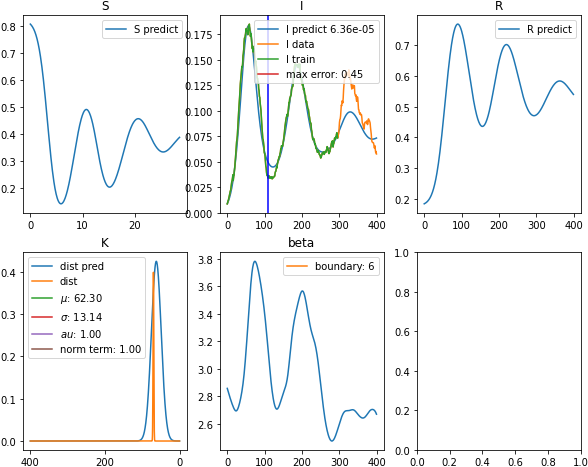 S
I
R
S predict
I predict 6.36e-05
I data
I train
max error: 0.45
R predict
0.8
0.7
0.6
0.5
0.4
0.3
0.2
0 10 20
0.175
0.150
0.125
0.100
0.075
0.050
0.025
0.000
0 100 200 300 400
0.7
0.6
0.5
0.4
0.3
0.2
0 100 200 300 400
K
beta
dist pred
dist
μ: 62.30
σ: 13.14
au: 1.00
norm term: 1.00
boundary: 6
0.4
0.3
0.2
0.1
0.0
400 200 0
3.8
3.6
3.4
3.2
3.0
2.8
2.6
0 100 200 300 400
1.0
0.8
0.6
0.4
0.2
0.0
0.0 0.2 0.4 0.6 0.8 1.0